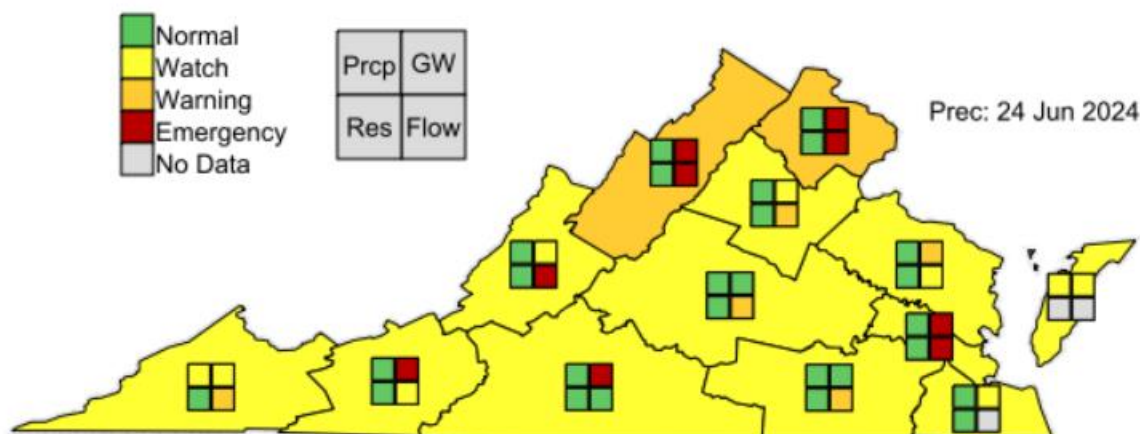 Normal
Watch
Warning
Emergency
No Data
Prcp GW
Res Flow
Prec: 24 Jun 2024